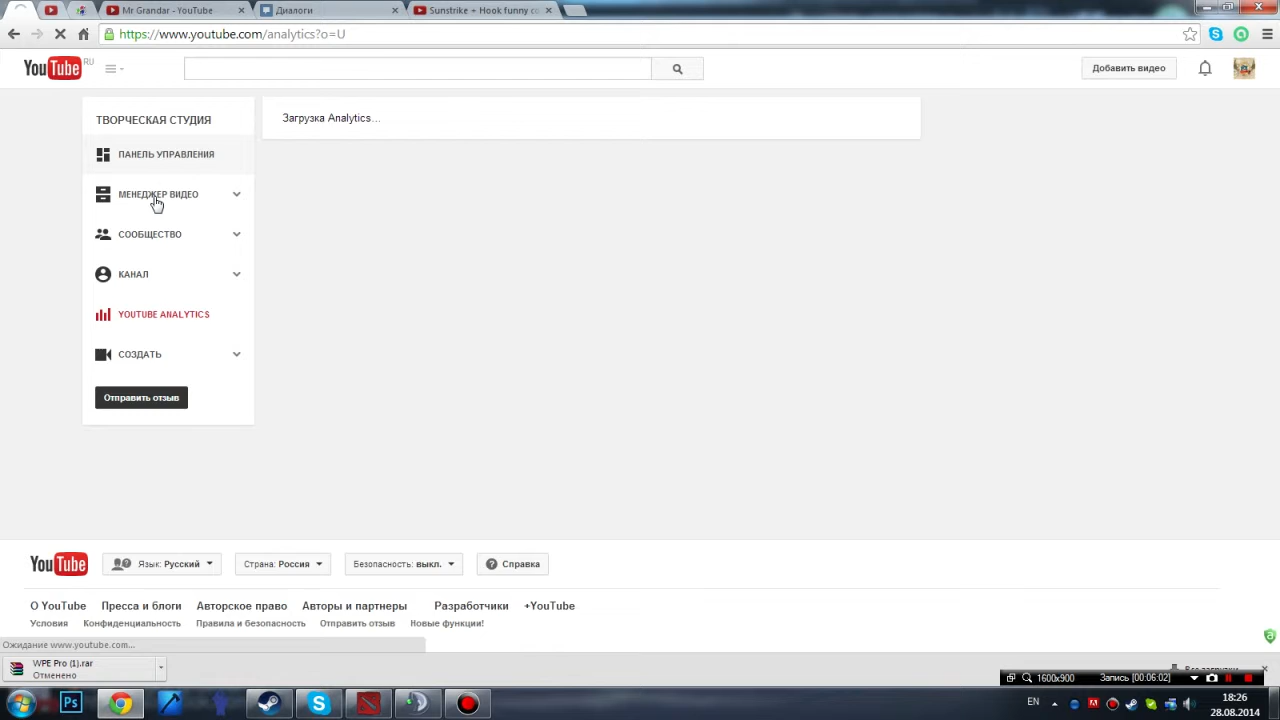 Mr Grandar - YouTube
Диалоги
Sunstrike + Hook funny co
https://www.youtube.com/analytics?o=U
YouTube RU
Добавить видео
ТВОРЧЕСКАЯ СТУДИЯ
Загрузка Analytics...
ПАНЕЛЬ УПРАВЛЕНИЯ
МЕНЕДЖЕР ВИДЕО
СООБЩЕСТВО
КАНАЛ
YOUTUBE ANALYTICS
СОЗДАТЬ
Отправить отзыв
YouTube
Язык: Русский
Страна: Россия
Безопасность: выкл.
Справка
О YouTube Пресса и блоги Авторское право Авторы и партнеры Разработчики +YouTube
Условия Конфиденциальность Правила и безопасность Отправить отзыв Новые функции!
Ожидание www.youtube.com...
WPE Pro (1).rar
Отменено
Все загрузки...
1600x900
Запись [00:06:02]
Ps
EN
18:26
28.08.2014